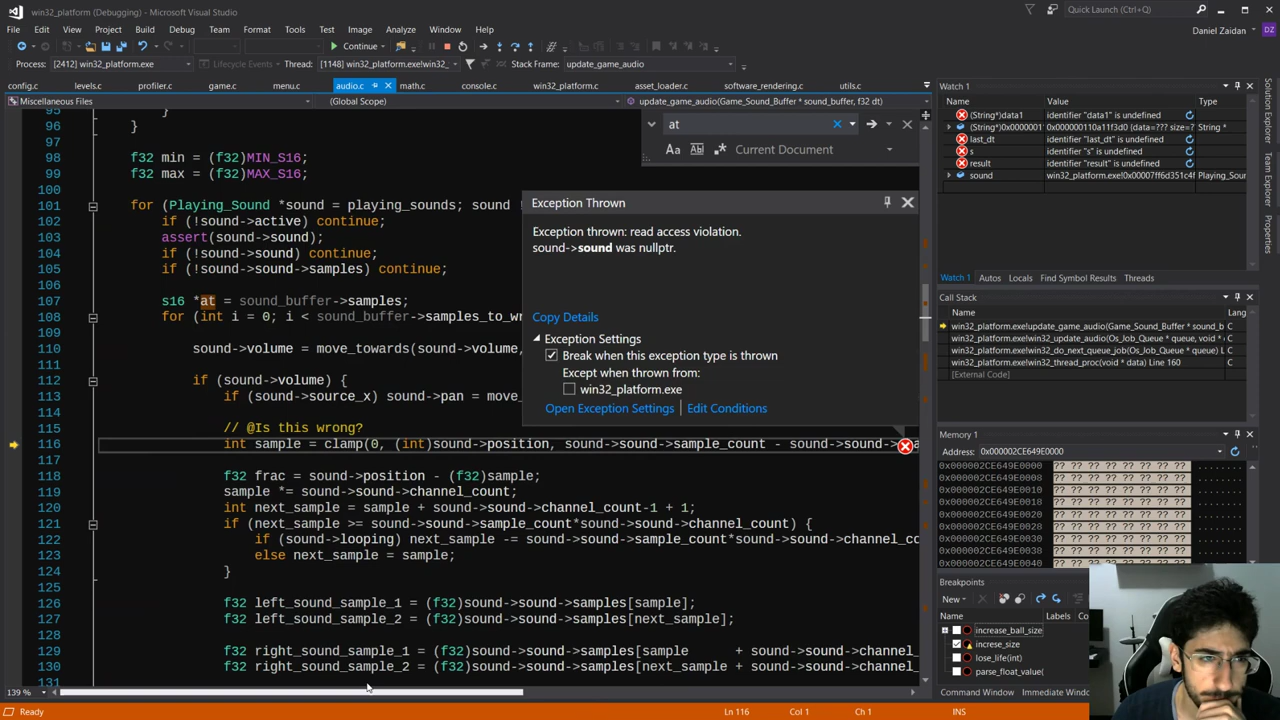 win32_platform (Debugging) - Microsoft Visual Studio
Quick Launch (Ctrl+Q)
File Edit View Project Build Debug Team Format Tools Test Image Analyze Window Help
Daniel Zaidan
DZ
Continue
Process: [2412] win32_platform.exe Lifecycle Events Thread: [1148] win32_platform.exe!win32_ Stack Frame: update_game_audio
config.c levels.c profiler.c game.c menu.c audio.c math.c console.c win32_platform.c asset_loader.c software_rendering.c utils.c
Miscellaneous Files (Global Scope) update_game_audio(Game_Sound_Buffer * sound_buffer, f32 dt)
at
Aa Current Document
95 }
96 }
97
98 f32 min = (f32)MIN_S16;
99 f32 max = (f32)MAX_S16;
100
101 for (Playing_Sound *sound = playing_sounds; sound
102 if (!sound->active) continue;
103 assert(sound->sound);
104 if (!sound->sound) continue;
105 if (!sound->sound->samples) continue;
107 s16 *at = sound_buffer->samples;
108 for (int i = 0; i < sound_buffer->samples_to_wr
109
110 sound->volume = move_towards(sound->volume,
111
112 if (sound->volume) {
113 if (sound->source_x) sound->pan = move_
114
115 // @Is this wrong?
116 int sample = clamp(0, (int)sound->position, sound->sound->sample_count - sound->sound->
117
118 f32 frac = sound->position - (f32)sample;
119 sample *= sound->sound->channel_count;
120 int next_sample = sample + sound->sound->channel_count-1 + 1;
121 if (next_sample >= sound->sound->sample_count*sound->sound->channel_count) {
122 if (sound->looping) next_sample -= sound->sound->sample_count*sound->sound->channel_co
123 else next_sample = sample;
124 }
125
126 f32 left_sound_sample_1 = (f32)sound->sound->samples[sample];
127 f32 left_sound_sample_2 = (f32)sound->sound->samples[next_sample];
128
129 f32 right_sound_sample_1 = (f32)sound->sound->samples[sample + sound->sound->chann
130 f32 right_sound_sample_2 = (f32)sound->sound->samples[next_sample + sound->sound->chann
131
139 %
Exception Thrown
Exception thrown: read access violation.
sound->sound was nullptr.
Copy Details
Exception Settings
Break when this exception type is thrown
Except when thrown from:
win32_platform.exe
Open Exception Settings | Edit Conditions
Watch 1
Name Value Type
(String*)data1 identifier "data1" is undefined
(String*)0x0000011 0x000000110a11f3d0 {data=??? size=? String *
last_dt identifier "last_dt" is undefined
s identifier "s" is undefined
result identifier "result" is undefined
sound win32_platform.exe!0x00007ff6d351c4f Playing_So
Watch 1 Autos Locals Find Symbol Results Threads
Call Stack
Name Lang
win32_platform.exe!update_game_audio(Game_Sound_Buffer * sound_b C
win32_platform.exe!win32_update_audio(Os_Job_Queue * queue, void * C
win32_platform.exe!win32_do_next_queue_job(Os_Job_Queue * queue) L C
win32_platform.exe!win32_thread_proc(void * data) Line 160 C
[External Code]
Memory 1
Address: 0x000002CE649E0000
0x000002CE649E0000 ?? ?? ?? ?? ?? ?? ?? ??
0x000002CE649E0010 ?? ?? ?? ?? ?? ?? ?? ??
0x000002CE649E0020 ?? ?? ?? ?? ?? ?? ?? ??
0x000002CE649E0030 ?? ?? ?? ?? ?? ?? ?? ??
0x000002CE649E0040 ?? ?? ?? ?? ?? ?? ?? ??
Breakpoints
New
Name Labels Co
increase_ball_size
increse_size
lose_life(int)
parse_float_value(
Command Window Immediate Windo
Solution Explorer Team Explorer Properties
Ready Ln 116 Col 1 Ch 1 INS